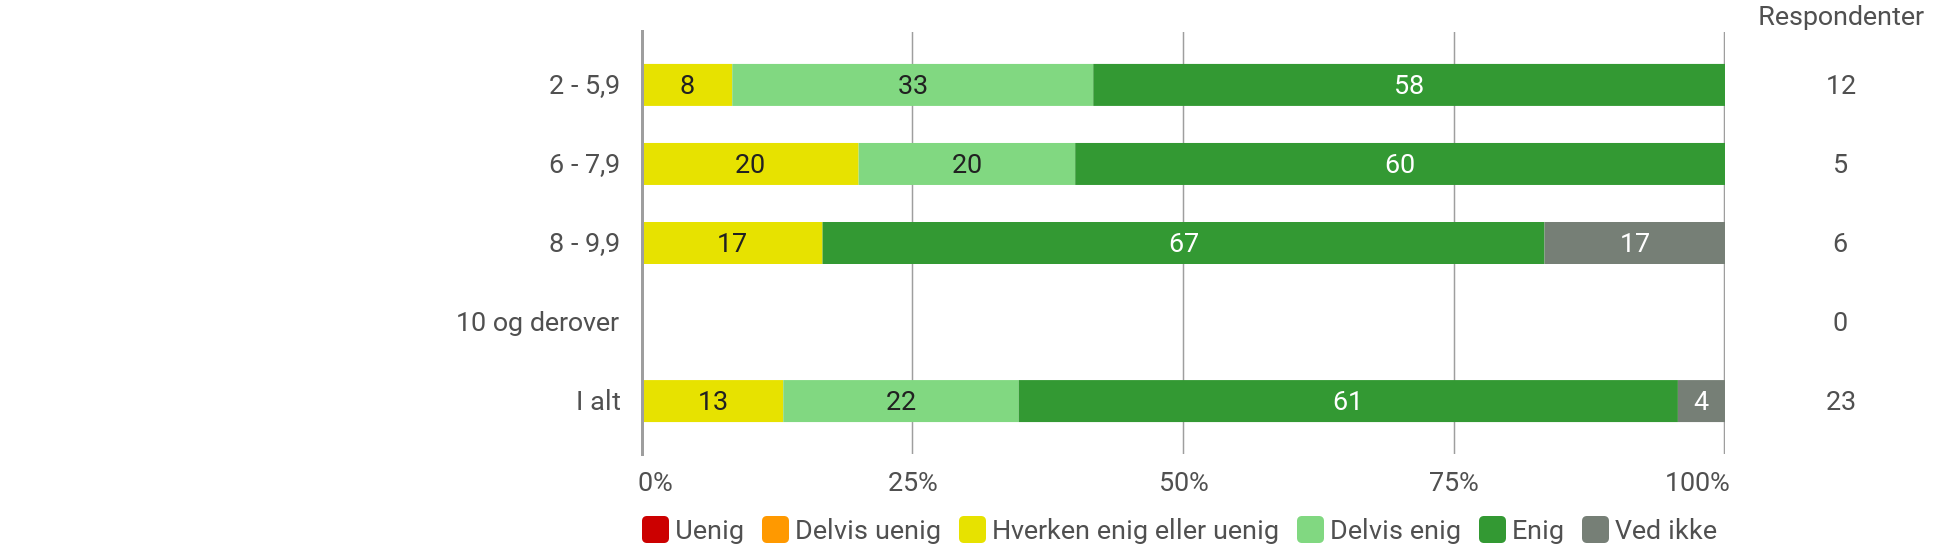 Respondenter
2 - 5,9 8 33 58 12
6 - 7,9 20 20 60 5
8 - 9,9 17 67 17 6
10 og derover 0
I alt 13 22 61 4 23
0% 25% 50% 75% 100%
Uenig Delvis uenig Hverken enig eller uenig Delvis enig Enig Ved ikke